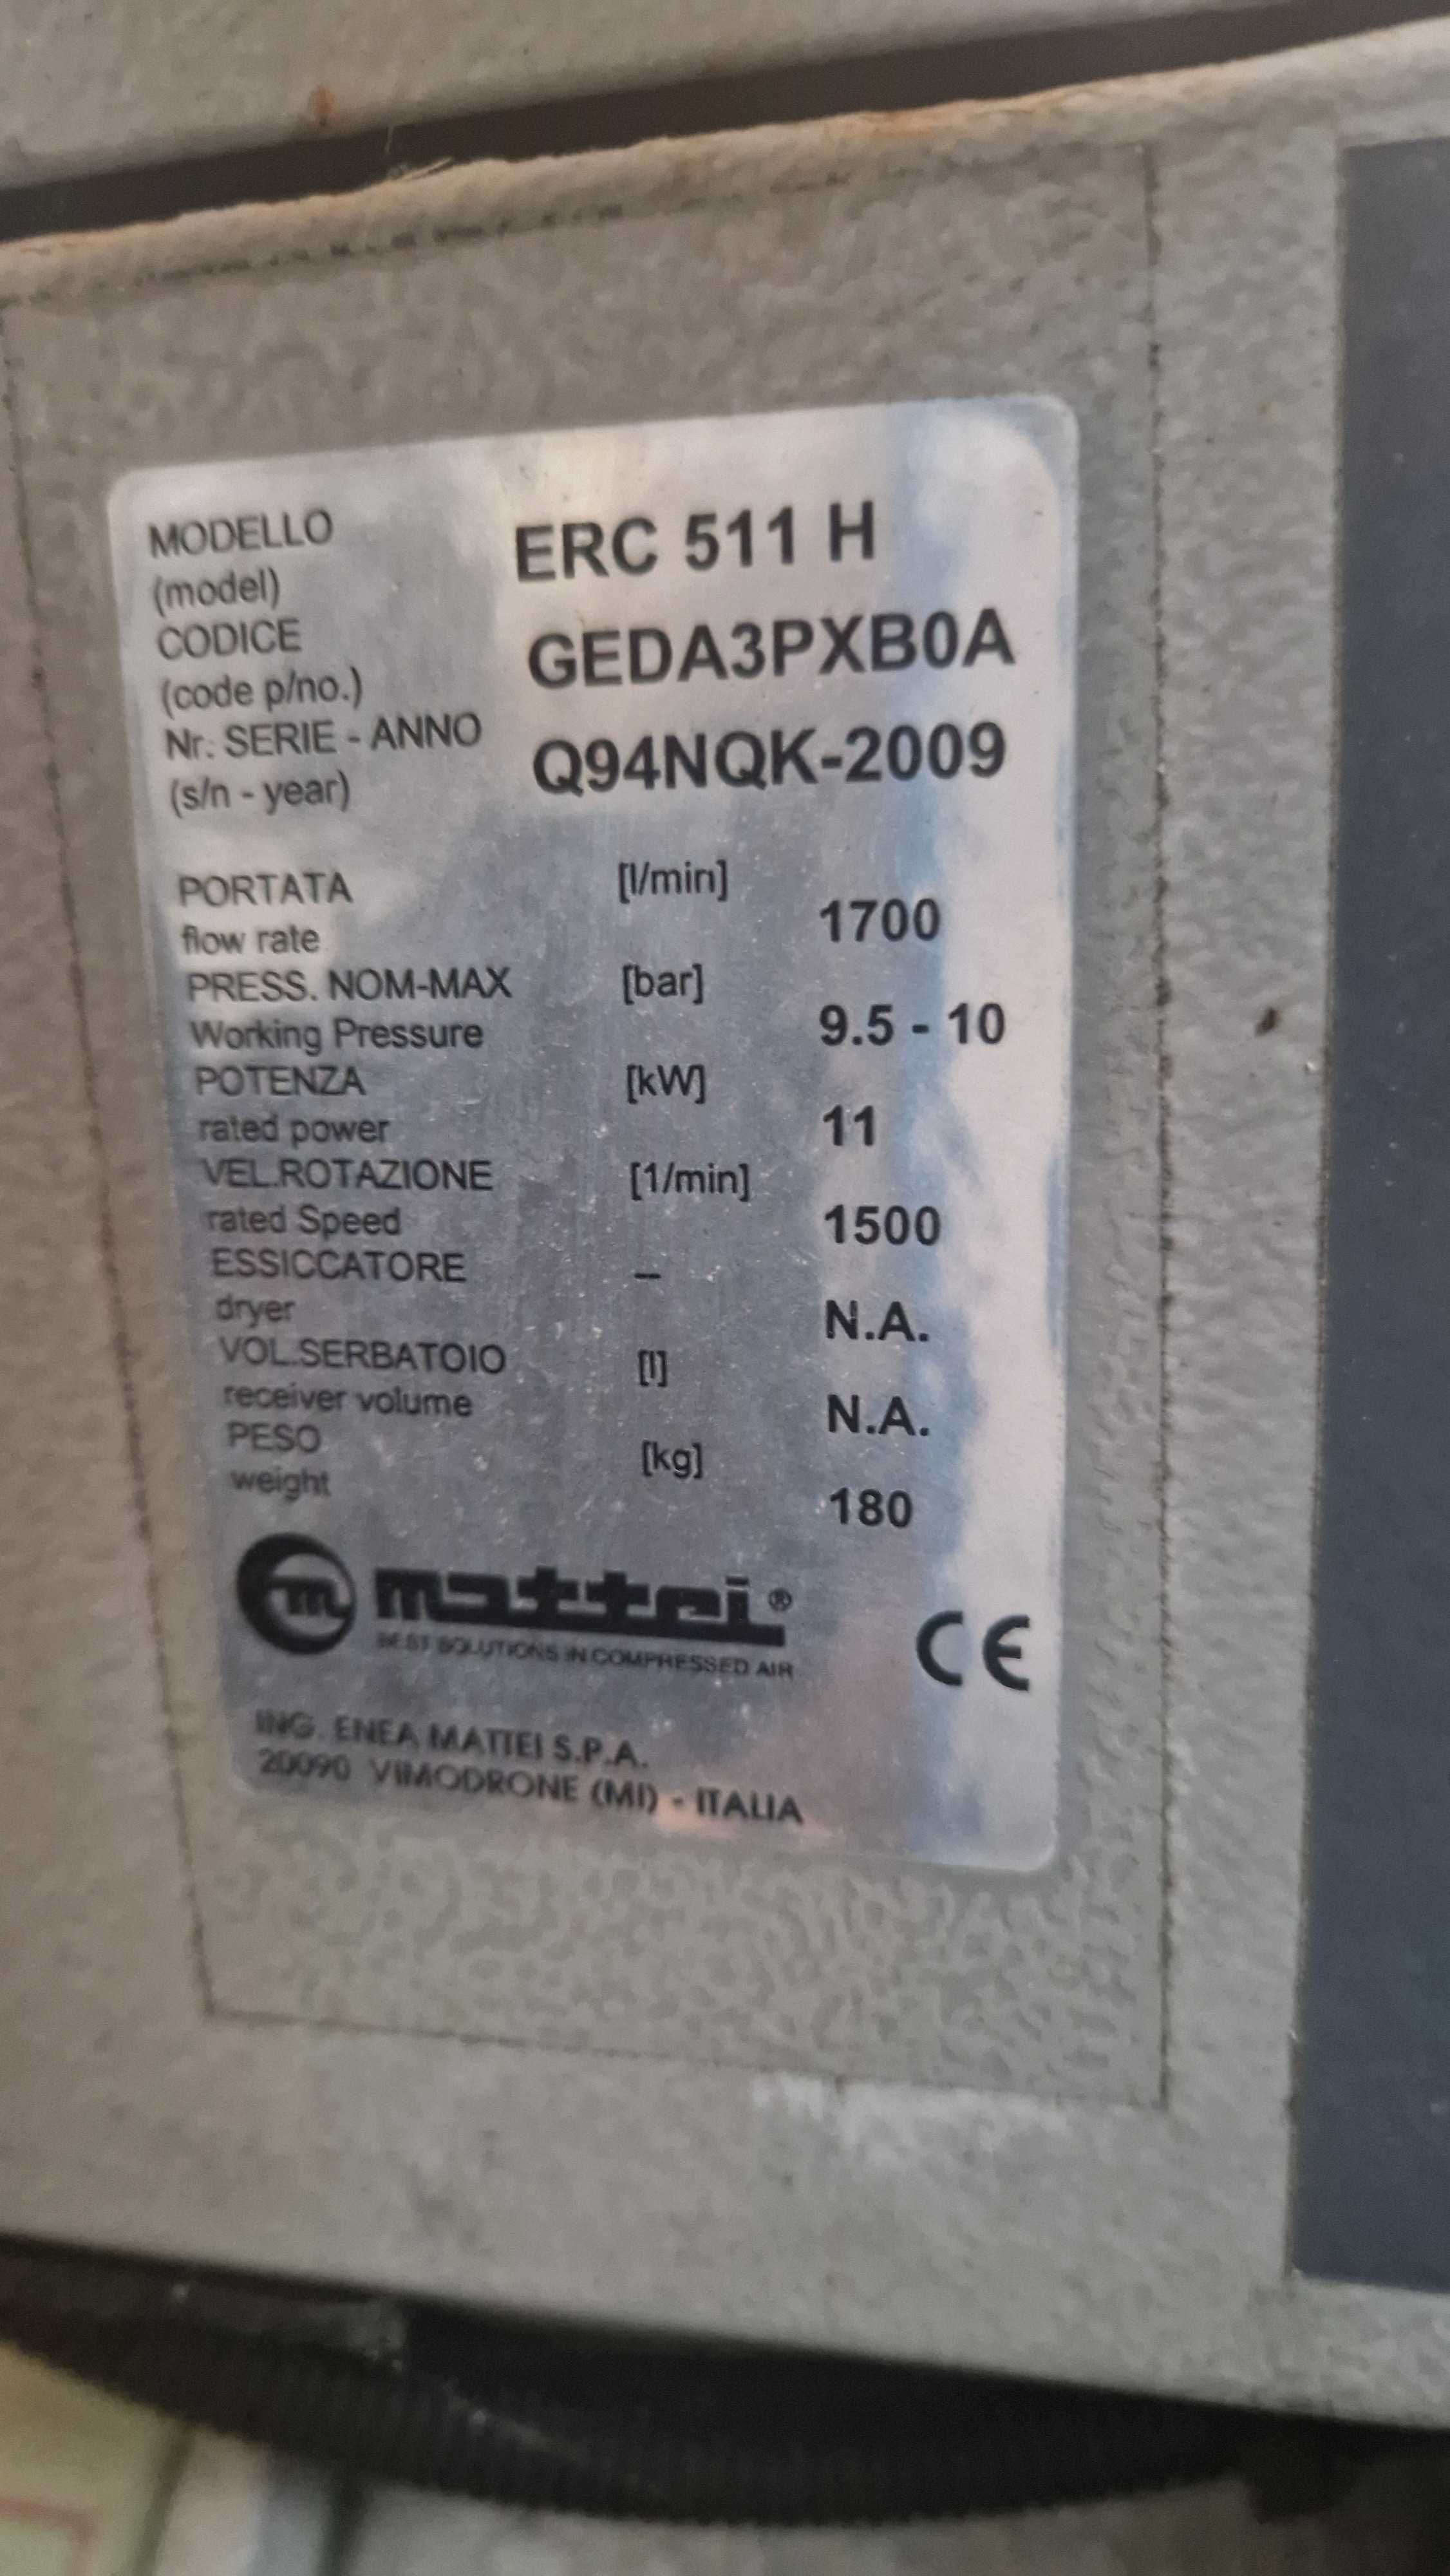 MODELLO ERC 511 H
(model)
CODICE GEDA3PXB0A
(code p/no.)
Nr. SERIE - ANNO Q94NQK-2009
(s/n - year)
PORTATA [l/min] 1700
flow rate
PRESS. NOM-MAX [bar] 9.5 - 10
Working Pressure
POTENZA [kW] 11
rated power
VEL.ROTAZIONE [1/min] 1500
rated Speed
ESSICCATORE – N.A.
dryer
VOL.SERBATOIO [l] N.A.
receiver volume
PESO [kg] 180
weight
m mattei®
BEST SOLUTIONS IN COMPRESSED AIR
CE
ING. ENEA MATTEI S.P.A.
20090 VIMODRONE (MI) - ITALIA